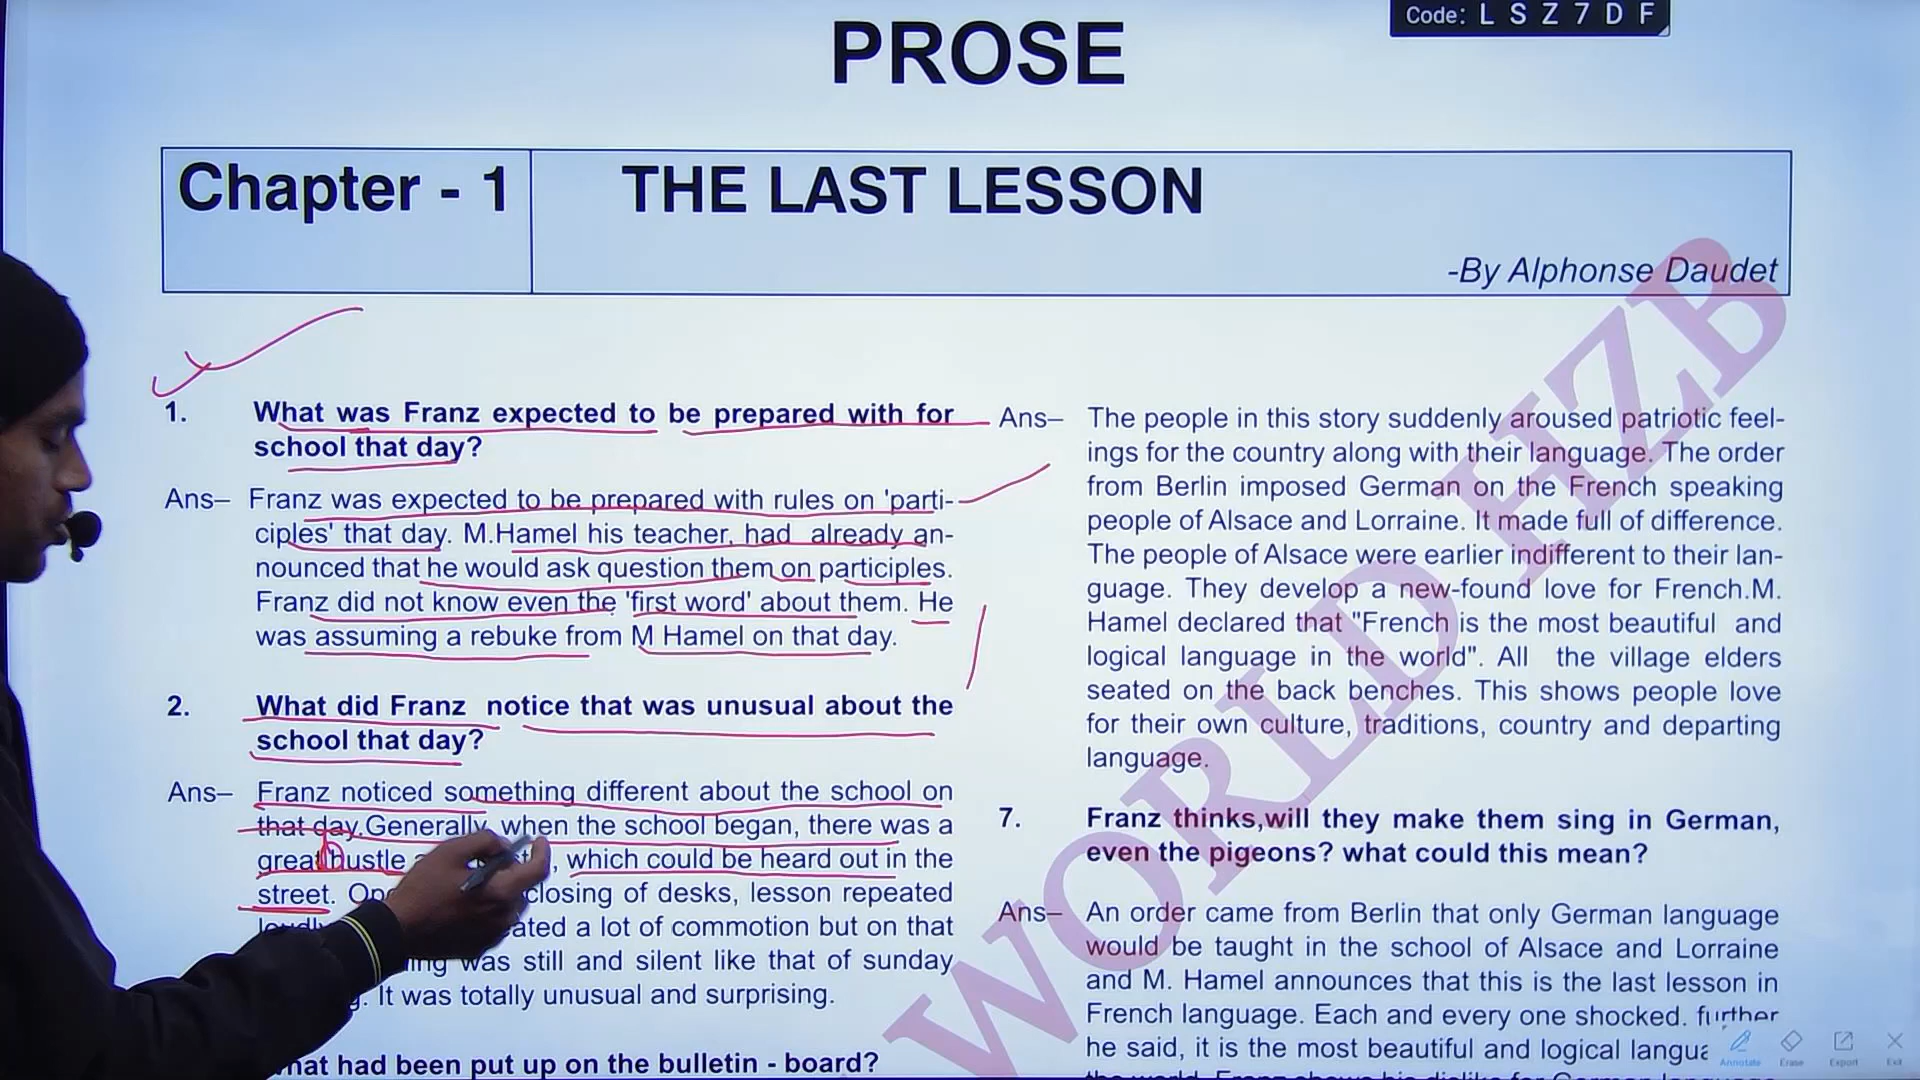 Code: L S Z 7 D F
PROSE
Chapter - 1
THE LAST LESSON
-By Alphonse Daudet
1. What was Franz expected to be prepared with for
school that day?
Ans– Franz was expected to be prepared with rules on 'parti-
ciples' that day. M.Hamel his teacher, had already an-
nounced that he would ask question them on participles.
Franz did not know even the 'first word' about them. He
was assuming a rebuke from M Hamel on that day.
2. What did Franz notice that was unusual about the
school that day?
Ans– Franz noticed something different about the school on
that day.Generally, when the school began, there was a
great hustle , which could be heard out in the
street. closing of desks, lesson repeated
a lot of commotion but on that
was still and silent like that of sunday
It was totally unusual and surprising.
had been put up on the bulletin - board?
Ans– The people in this story suddenly aroused patriotic feel-
ings for the country along with their language. The order
from Berlin imposed German on the French speaking
people of Alsace and Lorraine. It made full of difference.
The people of Alsace were earlier indifferent to their lan-
guage. They develop a new-found love for French.M.
Hamel declared that "French is the most beautiful and
logical language in the world". All the village elders
seated on the back benches. This shows people love
for their own culture, traditions, country and departing
language.
7. Franz thinks,will they make them sing in German,
even the pigeons? what could this mean?
Ans– An order came from Berlin that only German language
would be taught in the school of Alsace and Lorraine
and M. Hamel announces that this is the last lesson in
French language. Each and every one shocked. further
he said, it is the most beautiful and logical
WORLD HZB
Annotate Erase Export Exit